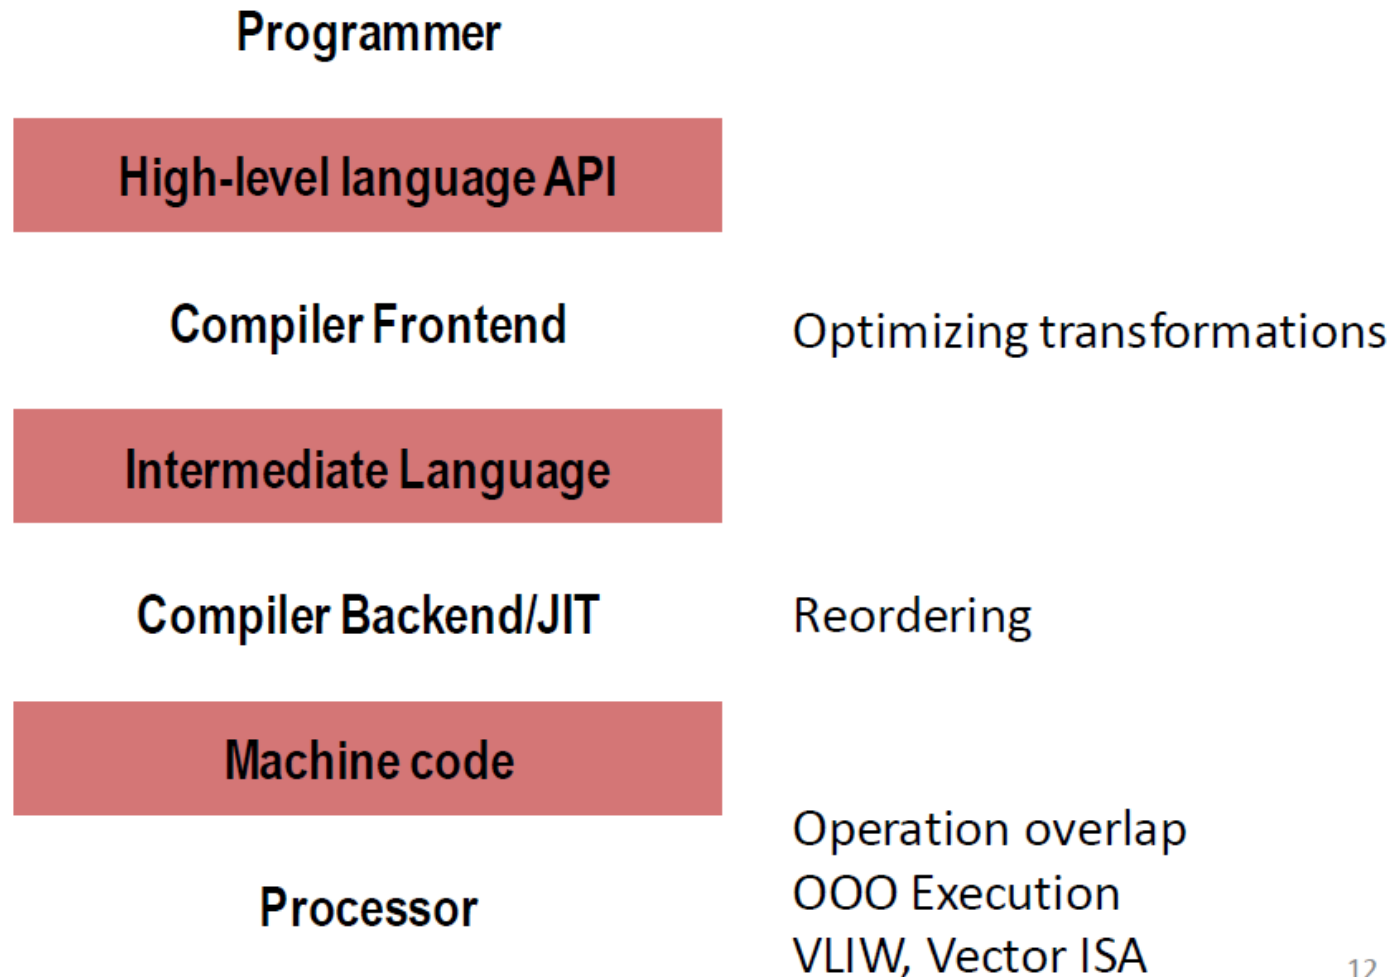 Programmer
High-level language API
Compiler Frontend
Optimizing transformations
Intermediate Language
Compiler Backend/JIT
Reordering
Machine code
Operation overlap
OOO Execution
Processor
VLIW, Vector ISA
12